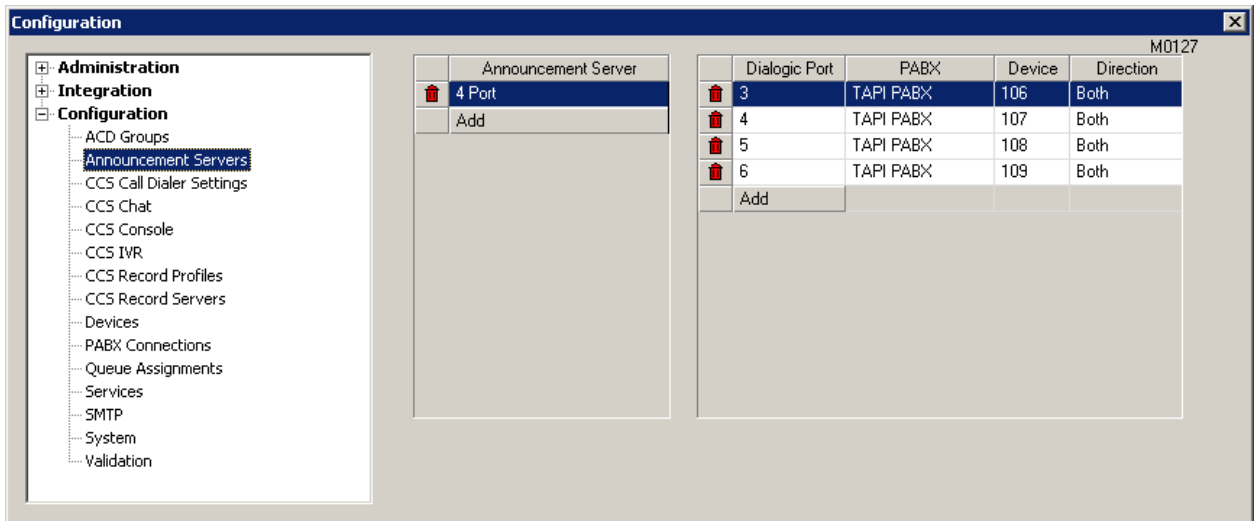 Configuration
M0127
Administration
Integration
Configuration
ACD Groups
Announcement Servers
CCS Call Dialer Settings
CCS Chat
CCS Console
CCS IVR
CCS Record Profiles
CCS Record Servers
Devices
PABX Connections
Queue Assignments
Services
SMTP
System
Validation
Announcement Server
4 Port
Add
Dialogic Port PABX Device Direction
3 TAPI PABX 106 Both
4 TAPI PABX 107 Both
5 TAPI PABX 108 Both
6 TAPI PABX 109 Both
Add